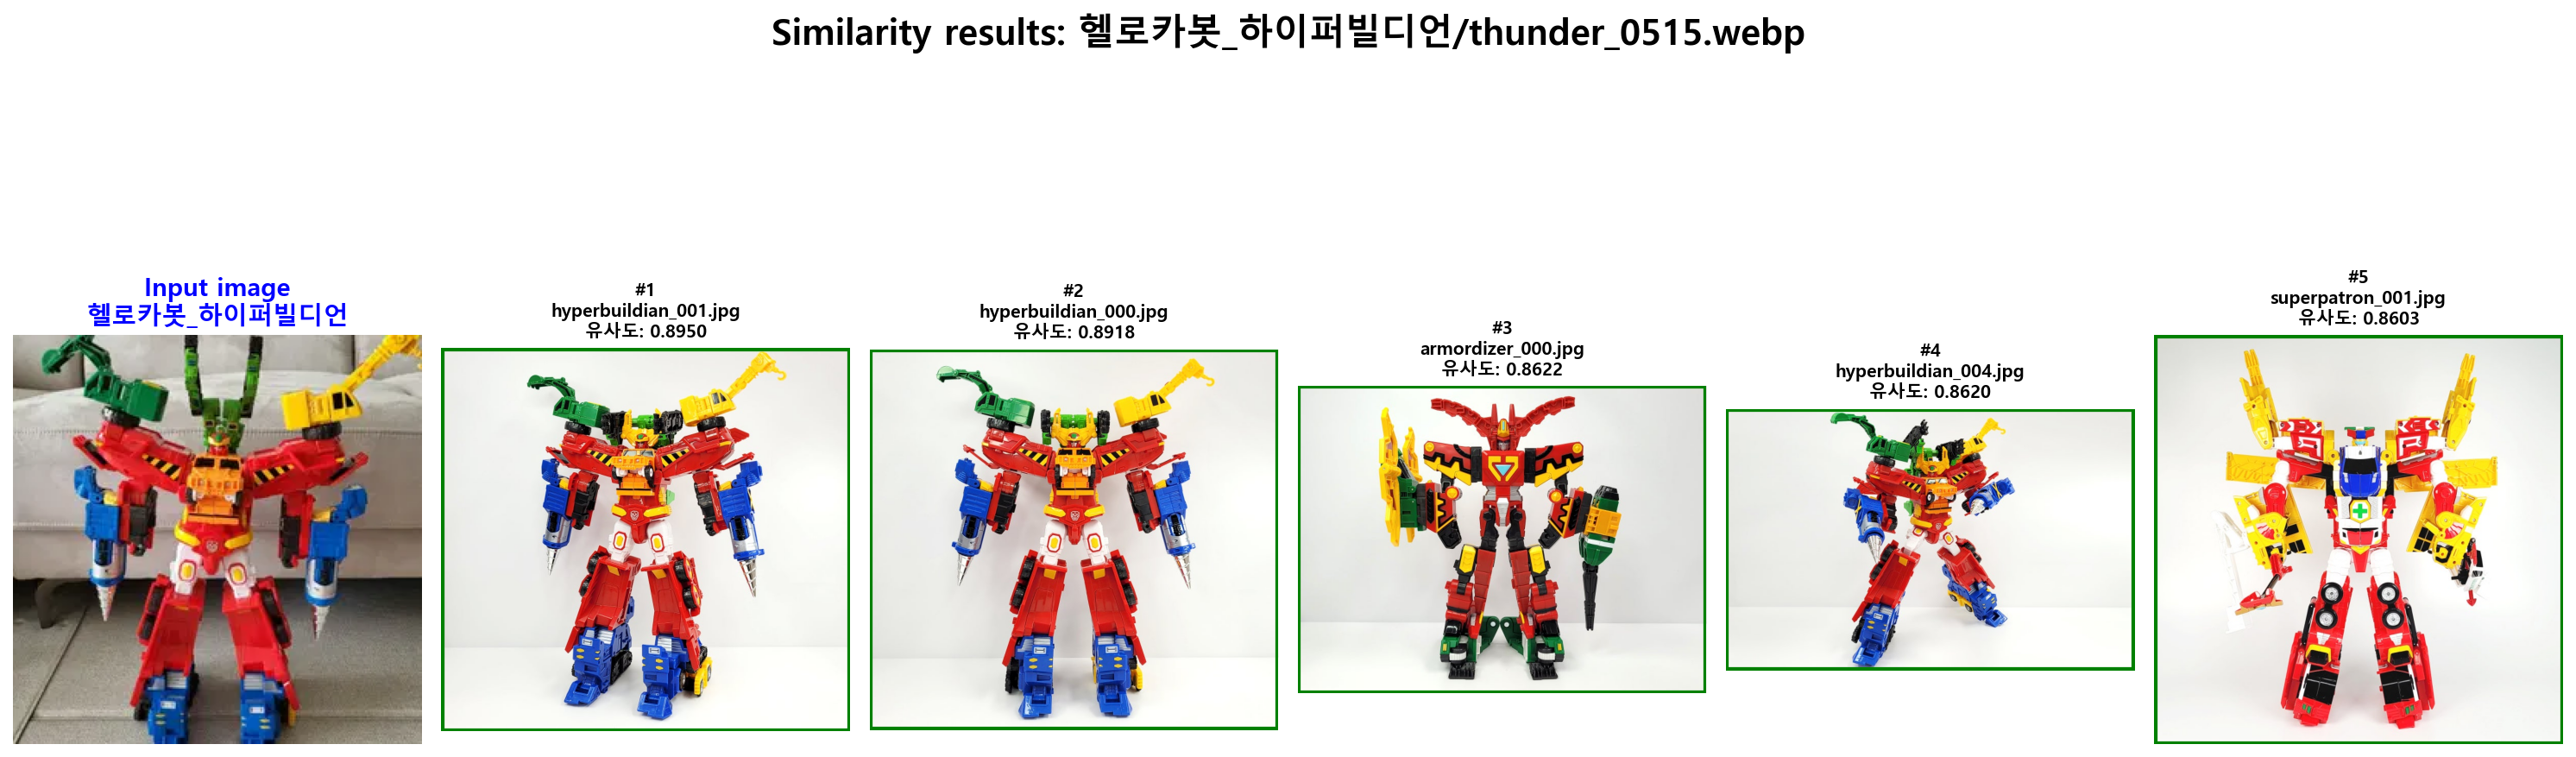 Similarity results: 헬로카봇_하이퍼빌디언/thunder_0515.webp
Input image
헬로카봇_하이퍼빌디언
#1
hyperbuildian_001.jpg
유사도: 0.8950
#2
hyperbuildian_000.jpg
유사도: 0.8918
#3
armordizer_000.jpg
유사도: 0.8622
#4
hyperbuildian_004.jpg
유사도: 0.8620
#5
superpatron_001.jpg
유사도: 0.8603